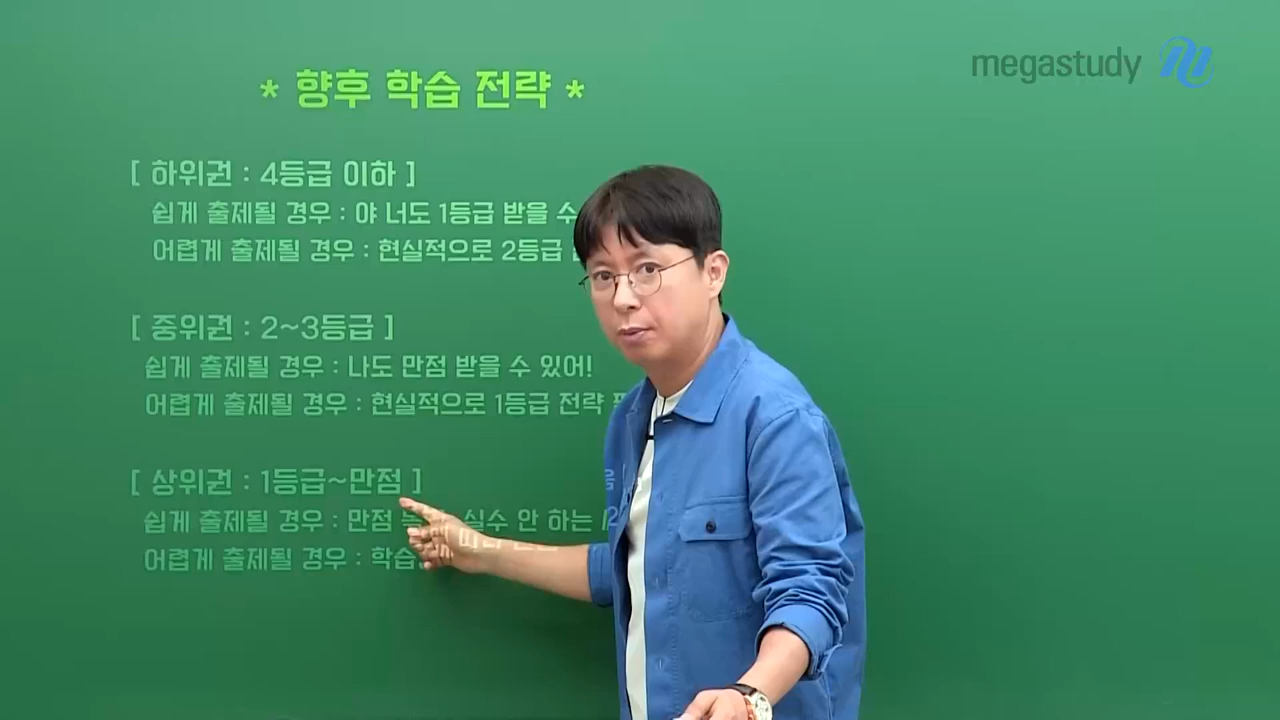 megastudy
* 향후 학습 전략 *
[ 하위권 : 4등급 이하 ]
쉽게 출제될 경우 : 야 너도 1등급 받을 수
어렵게 출제될 경우 : 현실적으로 2등급
[ 중위권 : 2~3등급 ]
쉽게 출제될 경우 : 나도 만점 받을 수 있어!
어렵게 출제될 경우 : 현실적으로 1등급 전략
[ 상위권 : 1등급~만점 ]
쉽게 출제될 경우 : 만점 실수 안 하는
어렵게 출제될 경우 : 학습